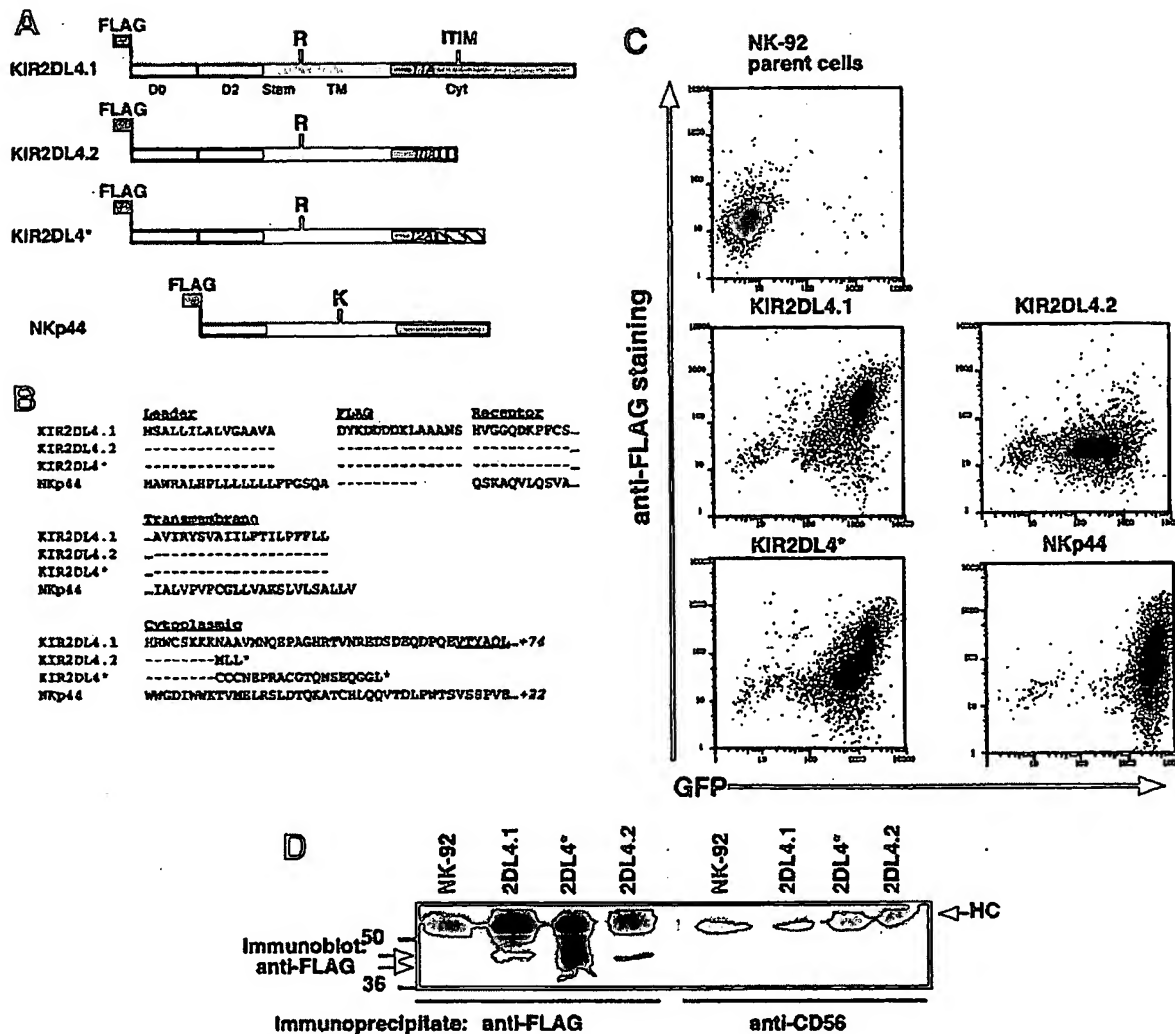 A
FLAG
R
ITIM
KIR2DL4.1
D0 D2 Stem TM Cyt
FLAG
R
KIR2DL4.2
FLAG
R
KIR2DL4*
FLAG
K
NKp44
B
Leader FLAG Receptor
KIR2DL4.1 MSALLILALVGAAVA DYKDDDDKLAAANS HVGGQDKPFCS…
KIR2DL4.2 --------------- -------------- -----------…
KIR2DL4* --------------- -------------- -----------…
NKp44 MAWRALHPLLLLLLLFPGSQA --------- QSKAQVLQSVA…
Transmembrane
KIR2DL4.1 …AVIRYSVAIILFTILPFFLL
KIR2DL4.2 …--------------------
KIR2DL4* …--------------------
NKp44 …IALVPVFCGLLVAKSLVLSALLV
Cytoplasmic
KIR2DL4.1 HRWCSKKKNAAVMNQEPAGHRTVNREDSDEQDPQEVTYAQL…+76
KIR2DL4.2 --------MLL*
KIR2DL4* --------CCCNEPRACGTQMSEQGGL*
NKp44 WWGDIWWKTVMELRSLDTQKATCHLQQVTDLPWTSVSSPVE…+22
C
NK-92
parent cells
KIR2DL4.1
KIR2DL4.2
KIR2DL4*
NKp44
anti-FLAG staining
GFP
D
NK-92 2DL4.1 2DL4* 2DL4.2 NK-92 2DL4.1 2DL4* 2DL4.2
HC
Immunoblot:
anti-FLAG
50
36
Immunoprecipitate: anti-FLAG anti-CD56